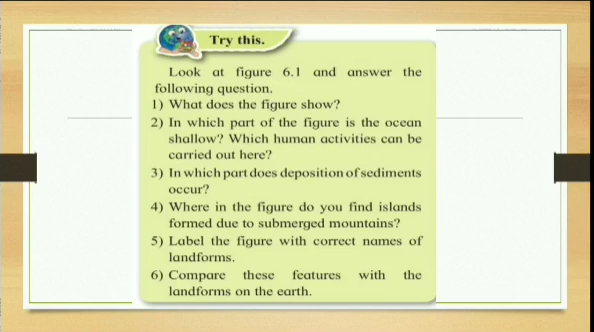 Try this.
Look at figure 6.1 and answer the
following question.
1) What does the figure show?
2) In which part of the figure is the ocean
shallow? Which human activities can be
carried out here?
3) In which part does deposition of sediments
occur?
4) Where in the figure do you find islands
formed due to submerged mountains?
5) Label the figure with correct names of
landforms.
6) Compare these features with the
landforms on the earth.